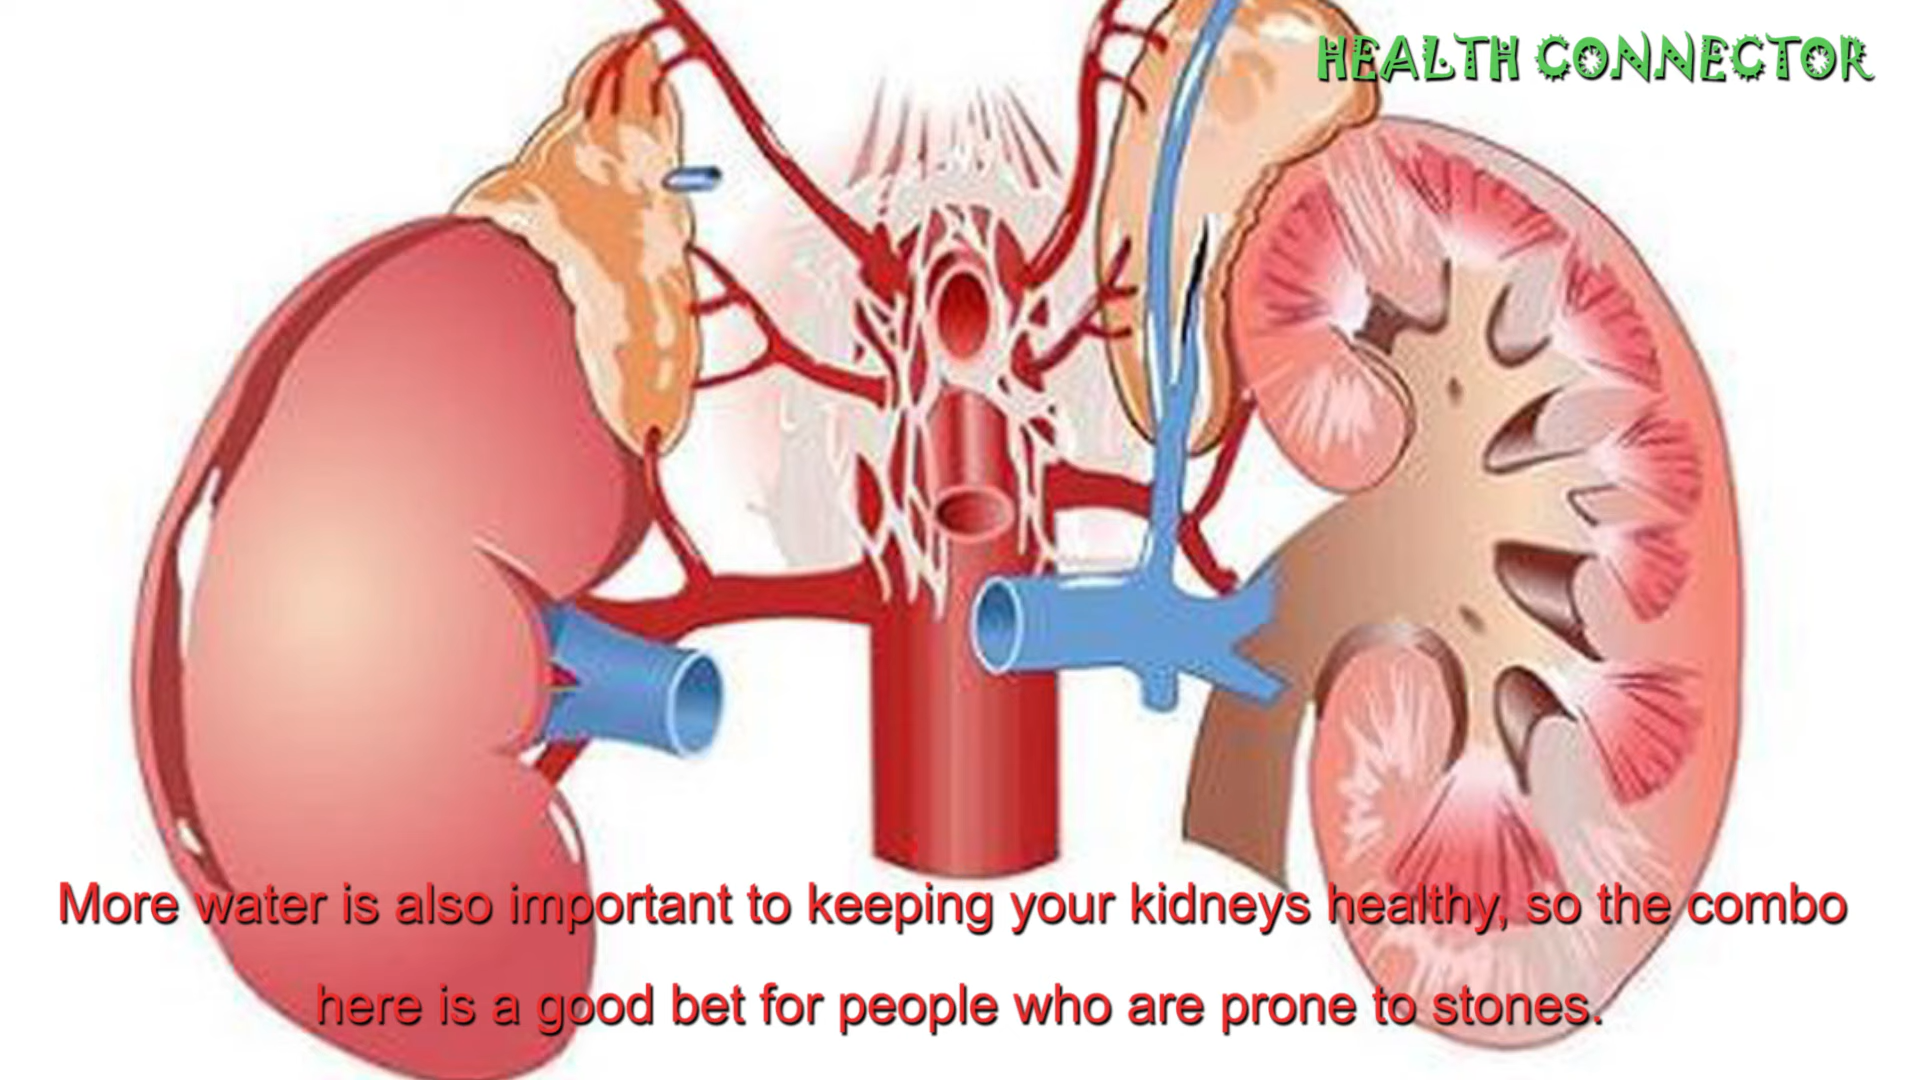 HEALTH CONNECTOR
More water is also important to keeping your kidneys healthy, so the combo
here is a good bet for people who are prone to stones.